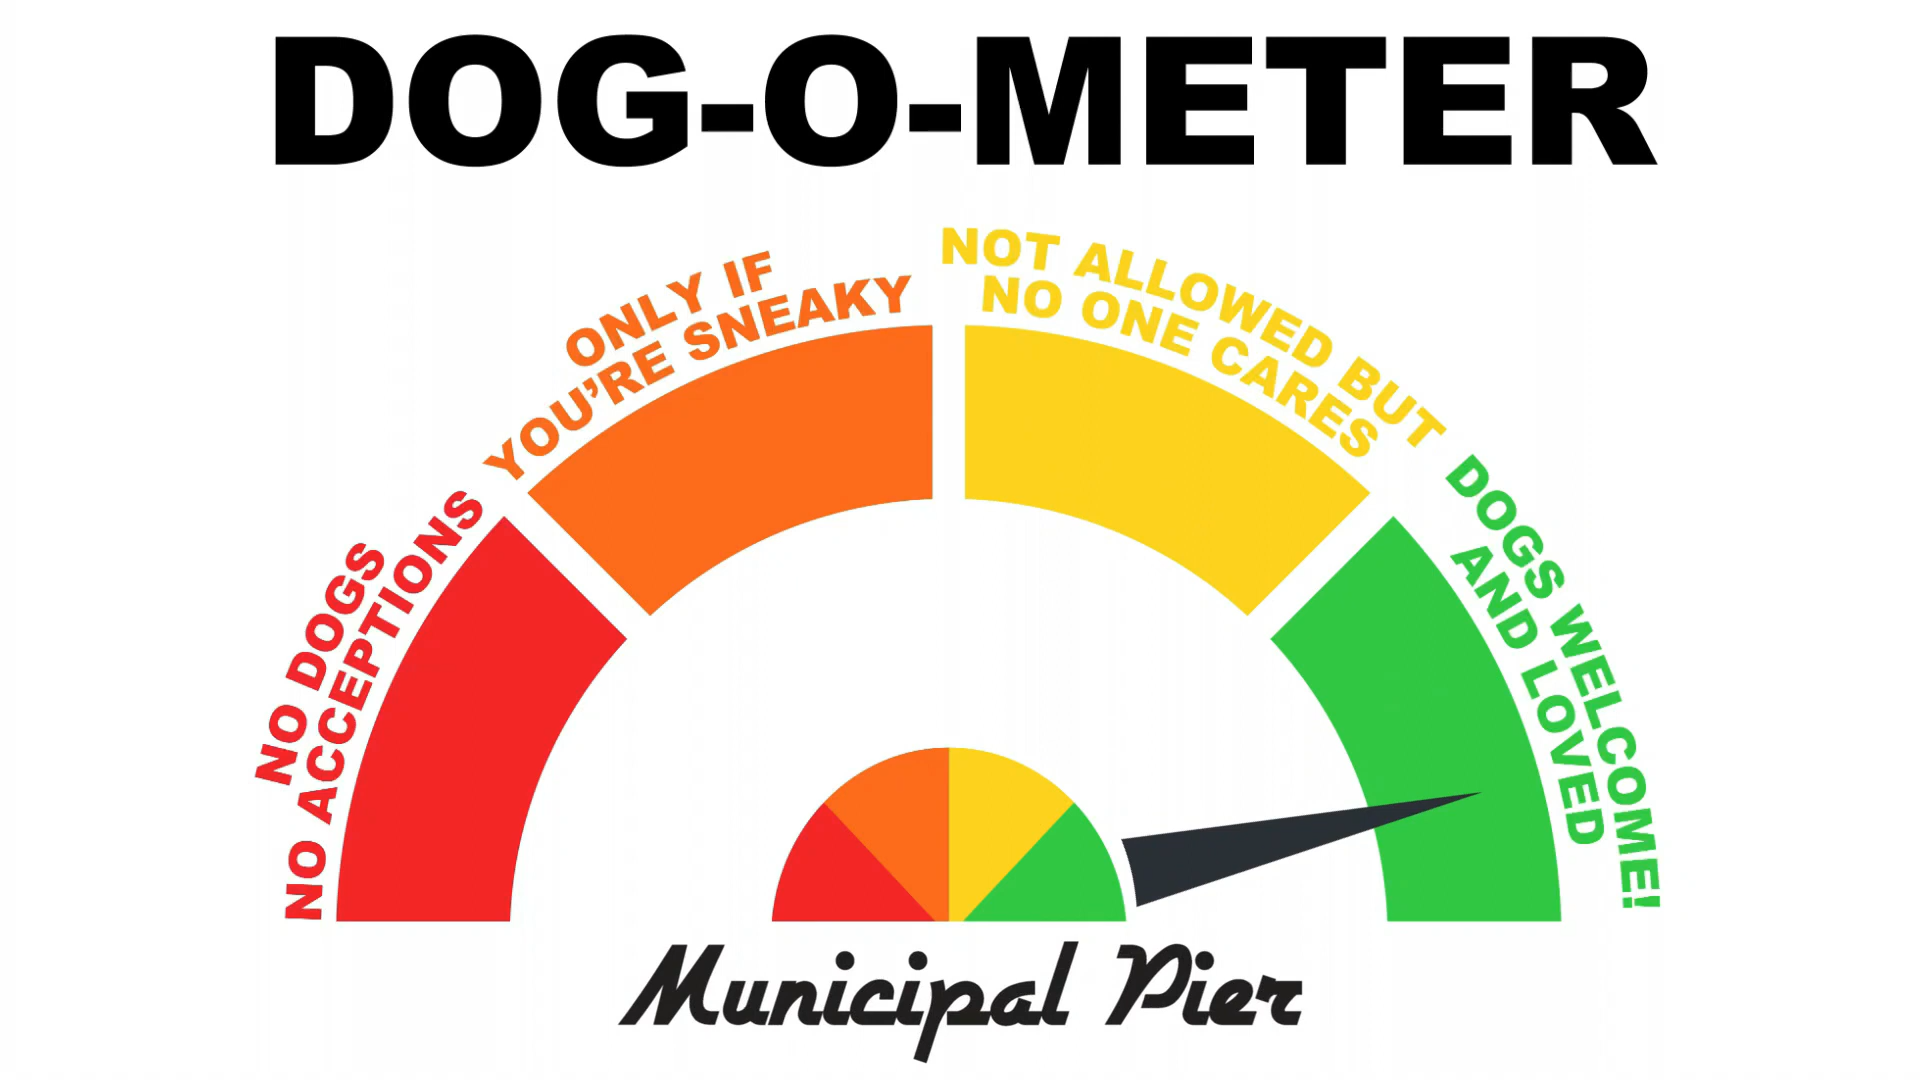 DOG-O-METER
NO DOGS
NO ACCEPTIONS
ONLY IF
YOU'RE SNEAKY
NOT ALLOWED BUT
NO ONE CARES
DOGS WELCOME!
AND LOVED
Municipal Pier